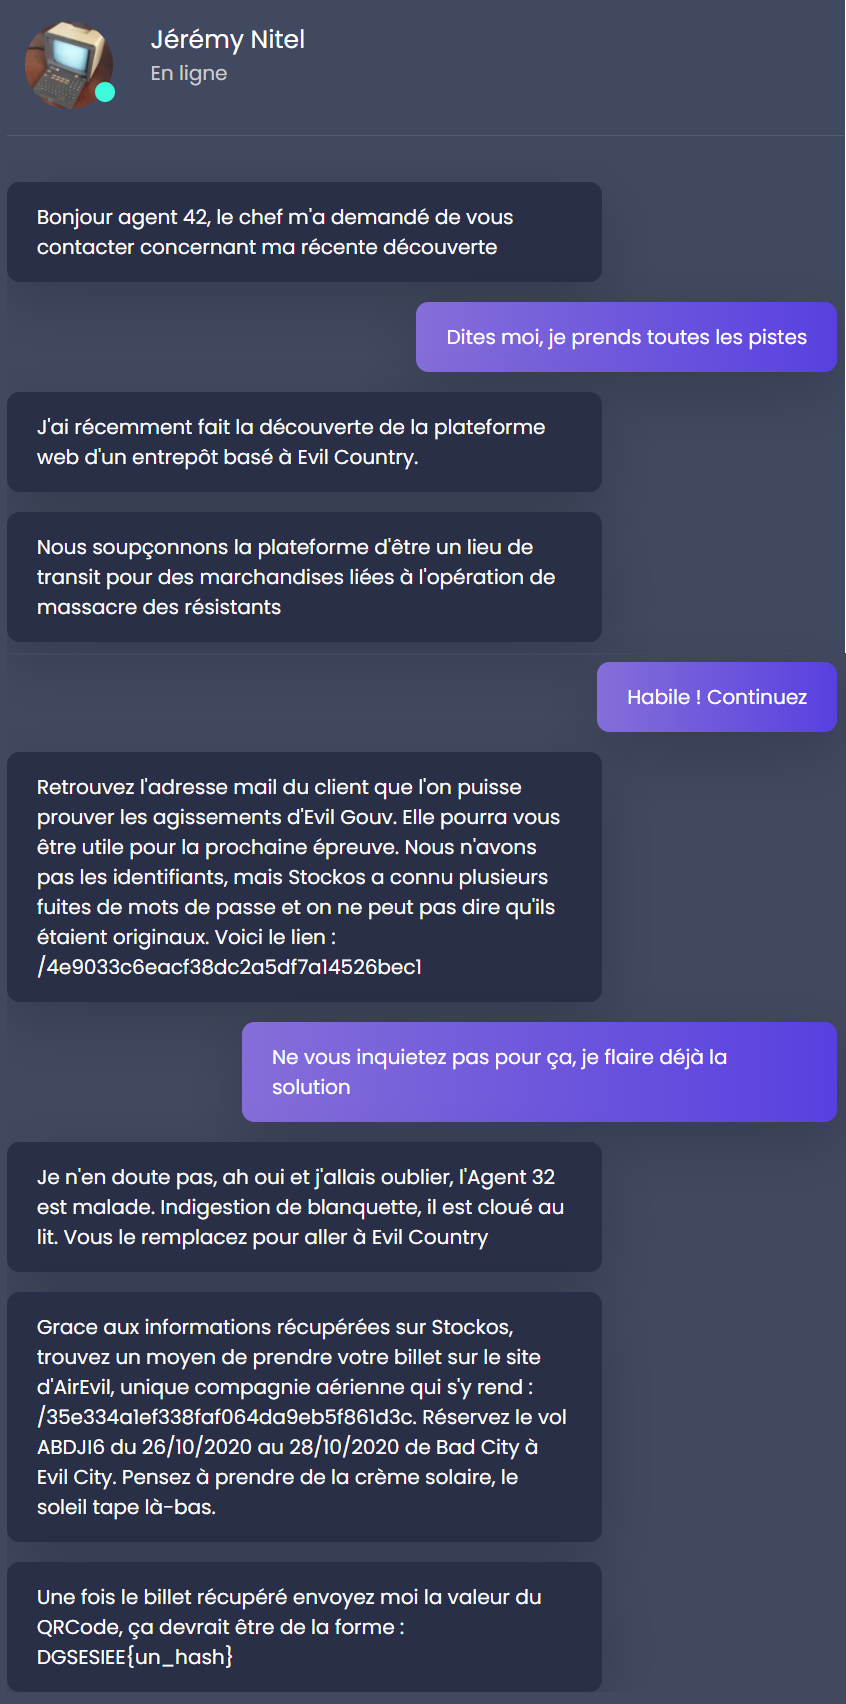 Jérémy Nitel
En ligne
Bonjour agent 42, le chef m'a demandé de vous
contacter concernant ma récente découverte
Dites moi, je prends toutes les pistes
J'ai récemment fait la découverte de la plateforme
web d'un entrepôt basé à Evil Country.
Nous soupçonnons la plateforme d'être un lieu de
transit pour des marchandises liées à l'opération de
massacre des résistants
Habile ! Continuez
Retrouvez l'adresse mail du client que l'on puisse
prouver les agissements d'Evil Gouv. Elle pourra vous
être utile pour la prochaine épreuve. Nous n'avons
pas les identifiants, mais Stockos a connu plusieurs
fuites de mots de passe et on ne peut pas dire qu'ils
étaient originaux. Voici le lien :
/4e9033c6eacf38dc2a5df7a14526bec1
Ne vous inquietez pas pour ça, je flaire déjà la
solution
Je n'en doute pas, ah oui et j'allais oublier, l'Agent 32
est malade. Indigestion de blanquette, il est cloué au
lit. Vous le remplacez pour aller à Evil Country
Grace aux informations récupérées sur Stockos,
trouvez un moyen de prendre votre billet sur le site
d'AirEvil, unique compagnie aérienne qui s'y rend :
/35e334a1ef338faf064da9eb5f861d3c. Réservez le vol
ABDJI6 du 26/10/2020 au 28/10/2020 de Bad City à
Evil City. Pensez à prendre de la crème solaire, le
soleil tape là-bas.
Une fois le billet récupéré envoyez moi la valeur du
QRCode, ça devrait être de la forme :
DGSESIEE{un_hash}